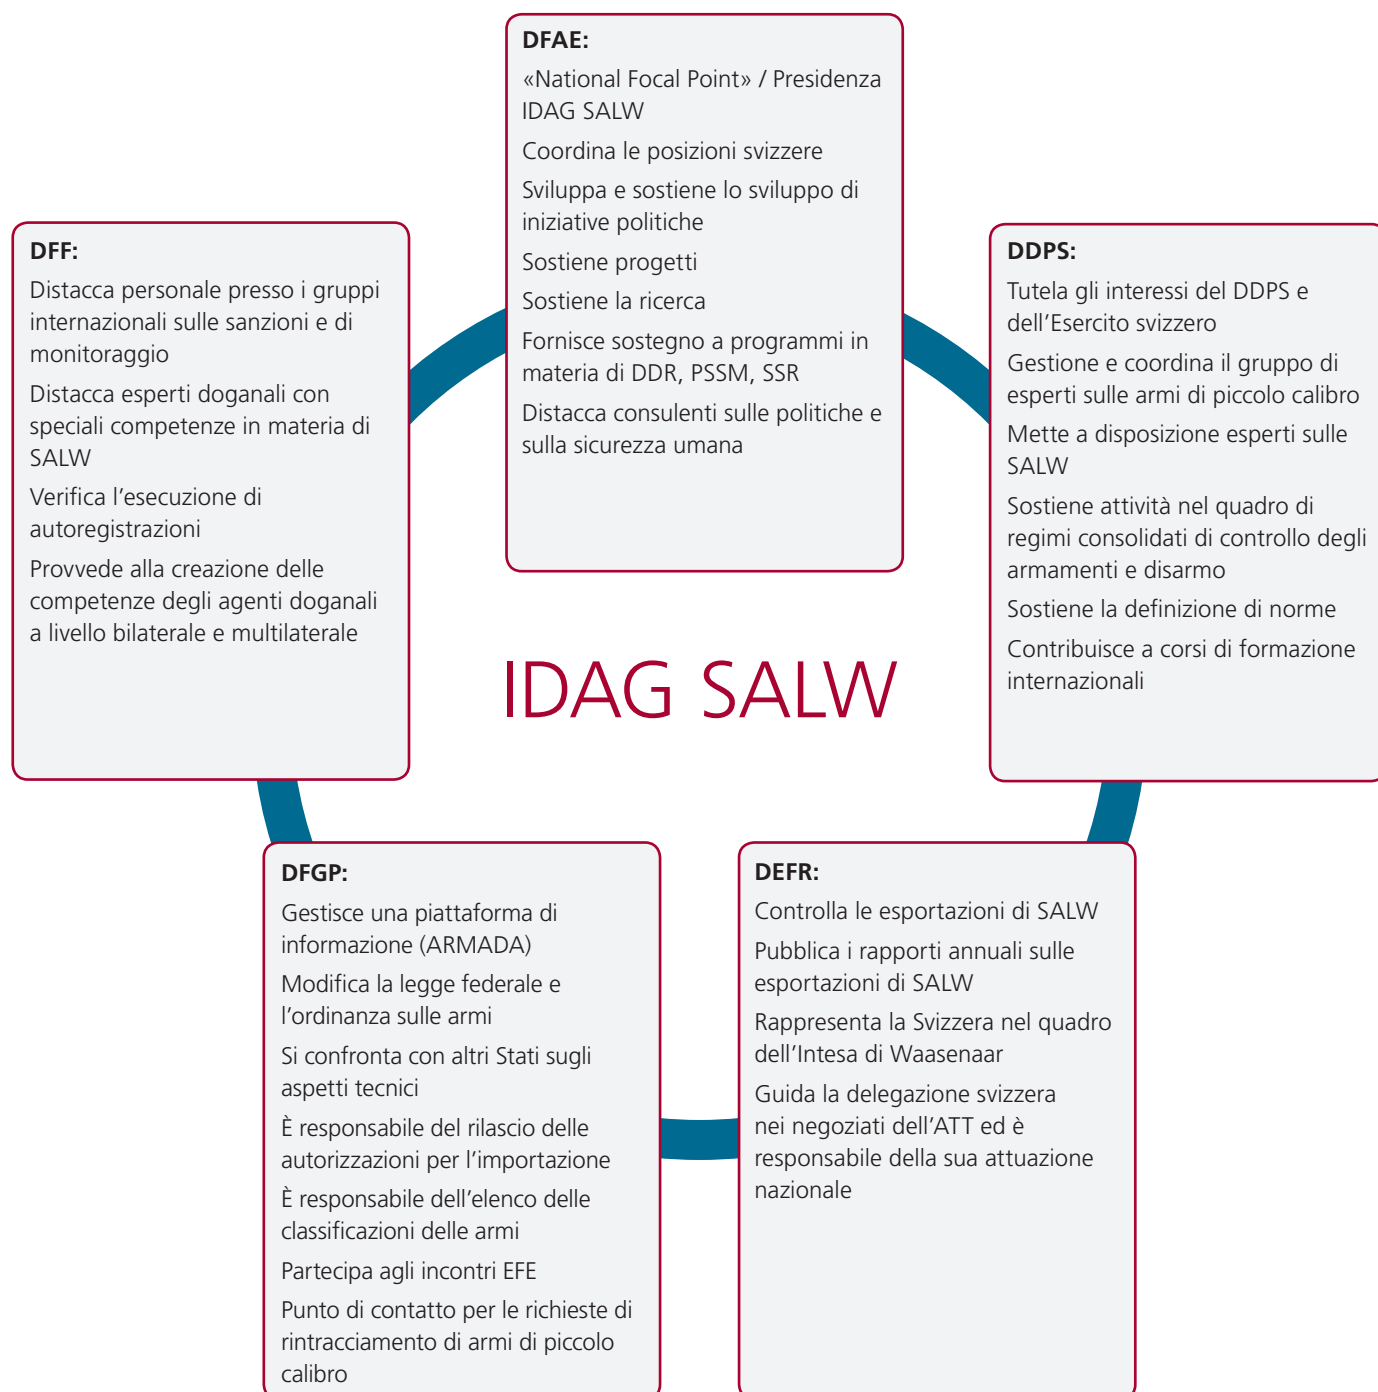 DFAE:
«National Focal Point» / Presidenza
IDAG SALW
Coordina le posizioni svizzere
Sviluppa e sostiene lo sviluppo di
iniziative politiche
Sostiene progetti
Sostiene la ricerca
Fornisce sostegno a programmi in
materia di DDR, PSSM, SSR
Distacca consulenti sulle politiche e
sulla sicurezza umana
DFF:
Distacca personale presso i gruppi
internazionali sulle sanzioni e di
monitoraggio
Distacca esperti doganali con
speciali competenze in materia di
SALW
Verifica l'esecuzione di
autoregistrazioni
Provvede alla creazione delle
competenze degli agenti doganali
a livello bilaterale e multilaterale
DDPS:
Tutela gli interessi del DDPS e
dell'Esercito svizzero
Gestione e coordina il gruppo di
esperti sulle armi di piccolo calibro
Mette a disposizione esperti sulle
SALW
Sostiene attività nel quadro di
regimi consolidati di controllo degli
armamenti e disarmo
Sostiene la definizione di norme
Contribuisce a corsi di formazione
internazionali
IDAG SALW
DFGP:
Gestisce una piattaforma di
informazione (ARMADA)
Modifica la legge federale e
l'ordinanza sulle armi
Si confronta con altri Stati sugli
aspetti tecnici
È responsabile del rilascio delle
autorizzazioni per l'importazione
È responsabile dell'elenco delle
classificazioni delle armi
Partecipa agli incontri EFE
Punto di contatto per le richieste di
rintracciamento di armi di piccolo
calibro
DEFR:
Controlla le esportazioni di SALW
Pubblica i rapporti annuali sulle
esportazioni di SALW
Rappresenta la Svizzera nel quadro
dell'Intesa di Waasenaar
Guida la delegazione svizzera
nei negoziati dell'ATT ed è
responsabile della sua attuazione
nazionale